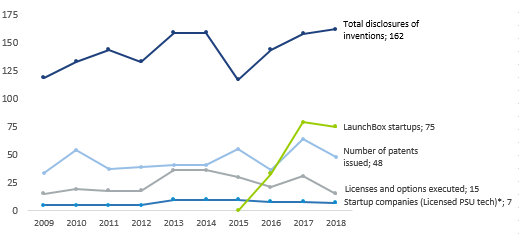 175
Total disclosures of
inventions; 162
150
125
100
75
LaunchBox startups; 75
Number of patents
issued; 48
50
25
Licenses and options executed; 15
Startup companies (Licensed PSU tech)*; 7
0
2009 2010 2011 2012 2013 2014 2015 2016 2017 2018